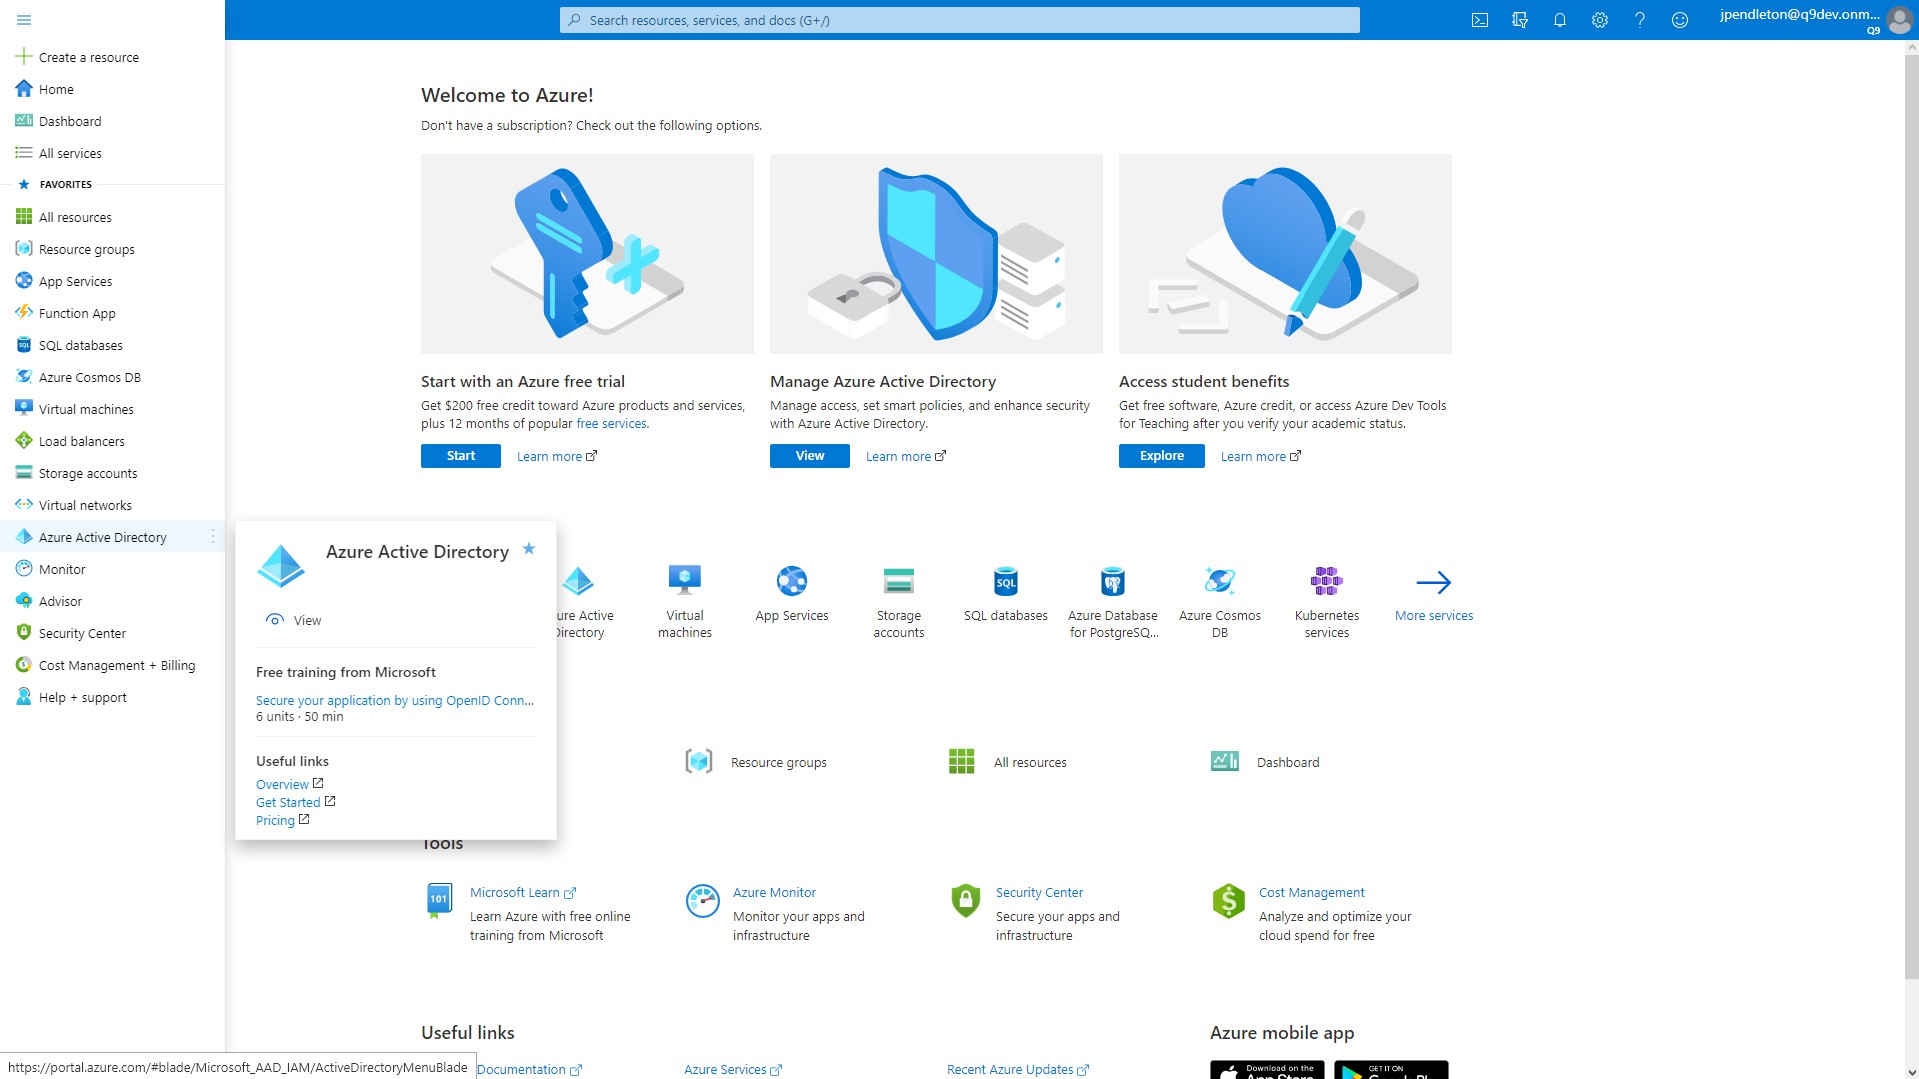 Search resources, services, and docs (G+/)
jpendleton@q9dev.onm...
Q9
Create a resource
Home
Dashboard
All services
FAVORITES
All resources
Resource groups
App Services
Function App
SQL databases
Azure Cosmos DB
Virtual machines
Load balancers
Storage accounts
Virtual networks
Azure Active Directory
Monitor
Advisor
Security Center
Cost Management + Billing
Help + support
Welcome to Azure!
Don't have a subscription? Check out the following options.
Start with an Azure free trial
Get $200 free credit toward Azure products and services,
plus 12 months of popular free services.
Start
Learn more
Manage Azure Active Directory
Manage access, set smart policies, and enhance security
with Azure Active Directory.
View
Learn more
Access student benefits
Get free software, Azure credit, or access Azure Dev Tools
for Teaching after you verify your academic status.
Explore
Learn more
Azure Active Directory
View
Free training from Microsoft
Secure your application by using OpenID Conn...
6 units · 50 min
Useful links
Overview
Get Started
Pricing
ure Active
Directory
Virtual
machines
App Services
Storage
accounts
SQL
SQL databases
Azure Database
for PostgreSQ...
Azure Cosmos
DB
Kubernetes
services
More services
Resource groups
All resources
Dashboard
Tools
101
Microsoft Learn
Learn Azure with free online
training from Microsoft
Azure Monitor
Monitor your apps and
infrastructure
Security Center
Secure your apps and
infrastructure
Cost Management
Analyze and optimize your
cloud spend for free
Useful links
Azure mobile app
https://portal.azure.com/#blade/Microsoft_AAD_IAM/ActiveDirectoryMenuBlade
Documentation
Azure Services
Recent Azure Updates
Download on the
App Store
GET IT ON
Google Play